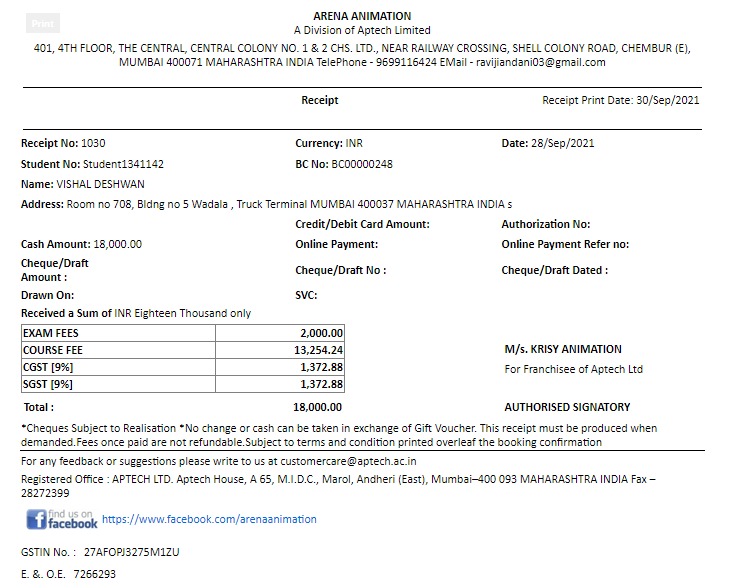 Print
ARENA ANIMATION
A Division of Aptech Limited
401, 4TH FLOOR, THE CENTRAL, CENTRAL COLONY NO. 1 & 2 CHS. LTD., NEAR RAILWAY CROSSING, SHELL COLONY ROAD, CHEMBUR (E),
MUMBAI 400071 MAHARASHTRA INDIA TelePhone - 9699116424 EMail - ravijiandani03@gmail.com
Receipt Receipt Print Date: 30/Sep/2021
Receipt No: 1030 Currency: INR Date: 28/Sep/2021
Student No: Student1341142 BC No: BC00000248
Name: VISHAL DESHWAN
Address: Room no 708, Bldng no 5 Wadala , Truck Terminal MUMBAI 400037 MAHARASHTRA INDIA s
Credit/Debit Card Amount: Authorization No:
Cash Amount: 18,000.00 Online Payment: Online Payment Refer no:
Cheque/Draft
Amount : Cheque/Draft No : Cheque/Draft Dated :
Drawn On: SVC:
Received a Sum of INR Eighteen Thousand only
EXAM FEES 2,000.00
COURSE FEE 13,254.24 M/s. KRISY ANIMATION
CGST [9%] 1,372.88 For Franchisee of Aptech Ltd
SGST [9%] 1,372.88
Total : 18,000.00 AUTHORISED SIGNATORY
*Cheques Subject to Realisation *No change or cash can be taken in exchange of Gift Voucher. This receipt must be produced when
demanded.Fees once paid are not refundable.Subject to terms and condition printed overleaf the booking confirmation
For any feedback or suggestions please write to us at customercare@aptech.ac.in
Registered Office : APTECH LTD. Aptech House, A 65, M.I.D.C., Marol, Andheri (East), Mumbai–400 093 MAHARASHTRA INDIA Fax –
28272399
find us on
facebook https://www.facebook.com/arenaanimation
GSTIN No. : 27AFOPJ3275M1ZU
E. &. O.E. 7266293